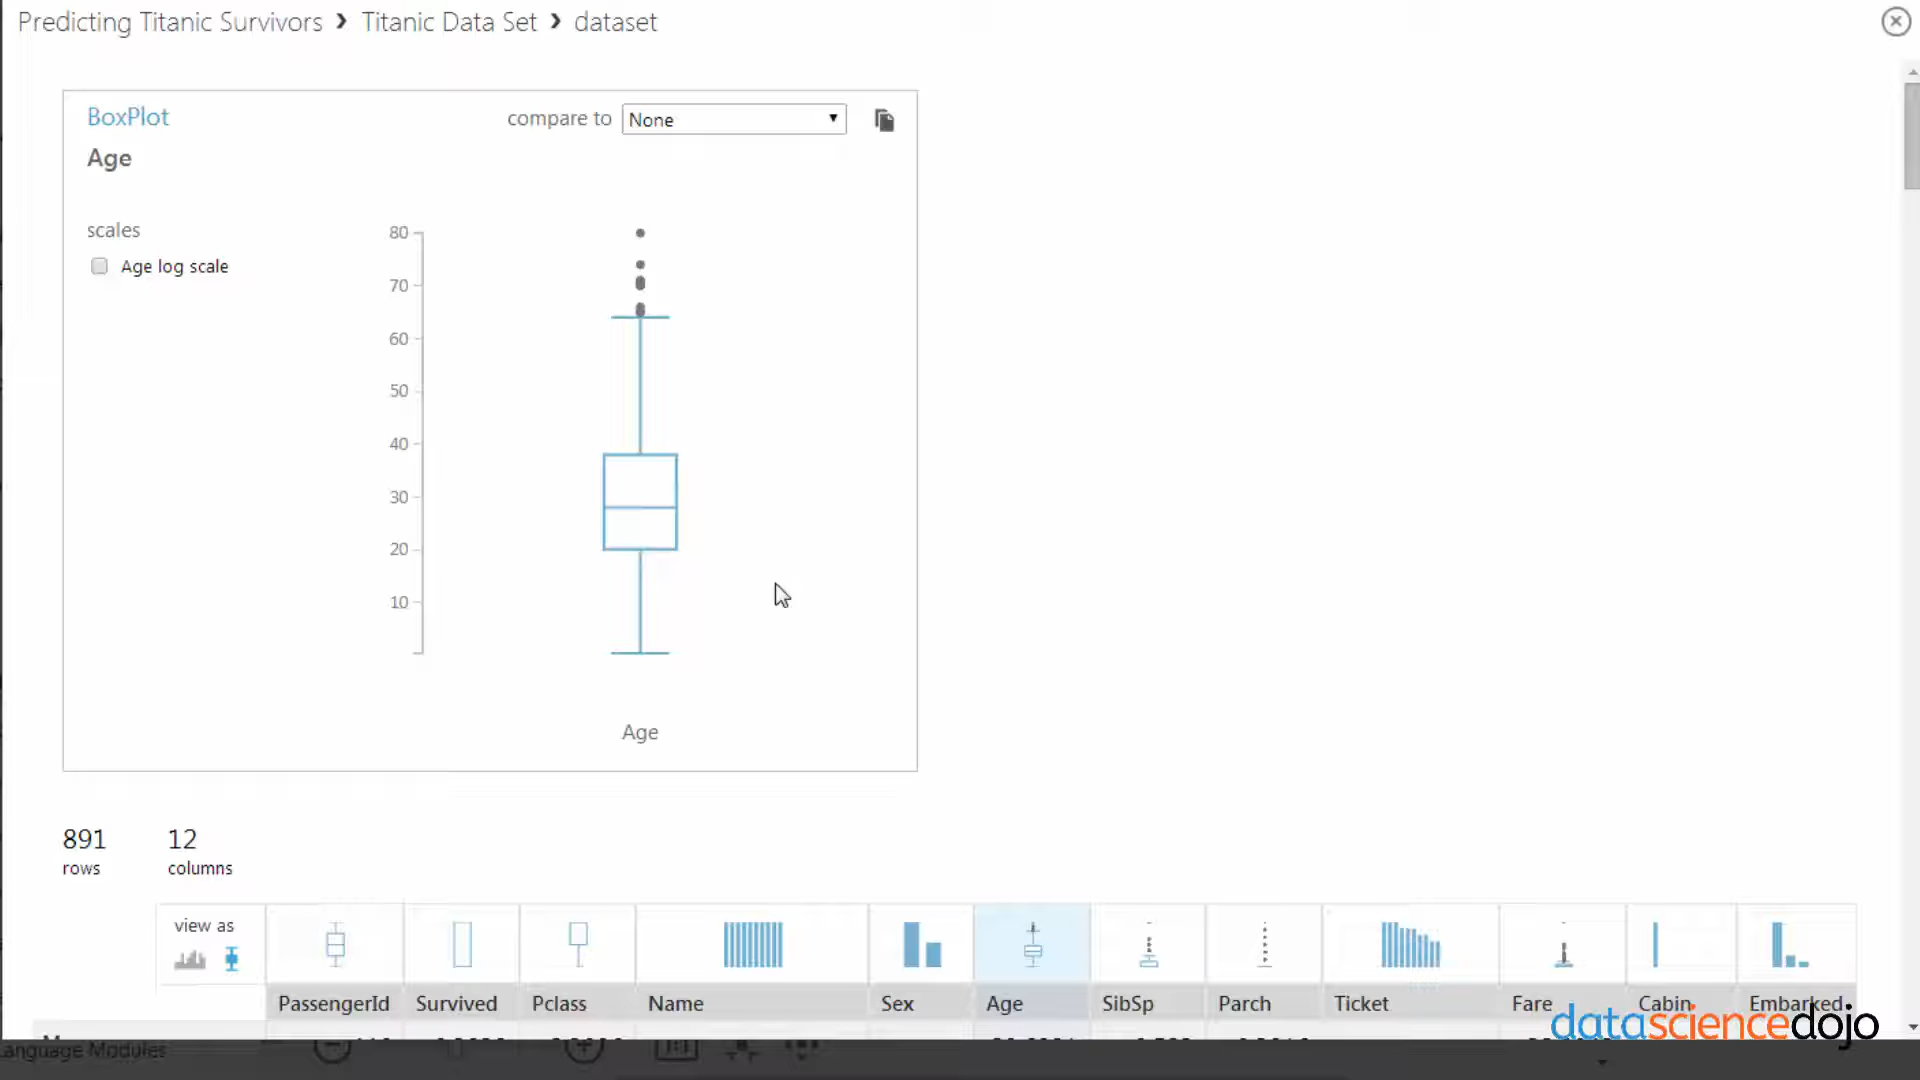 Predicting Titanic Survivors › Titanic Data Set › dataset
BoxPlot
compare to None
Age
scales
Age log scale
80
70
60
50
40
30
20
10
Age
891 12
rows columns
view as
PassengerId Survived Pclass Name Sex Age SibSp Parch Ticket Fare Cabin Embarked
datasciencedojo
anguage Modules